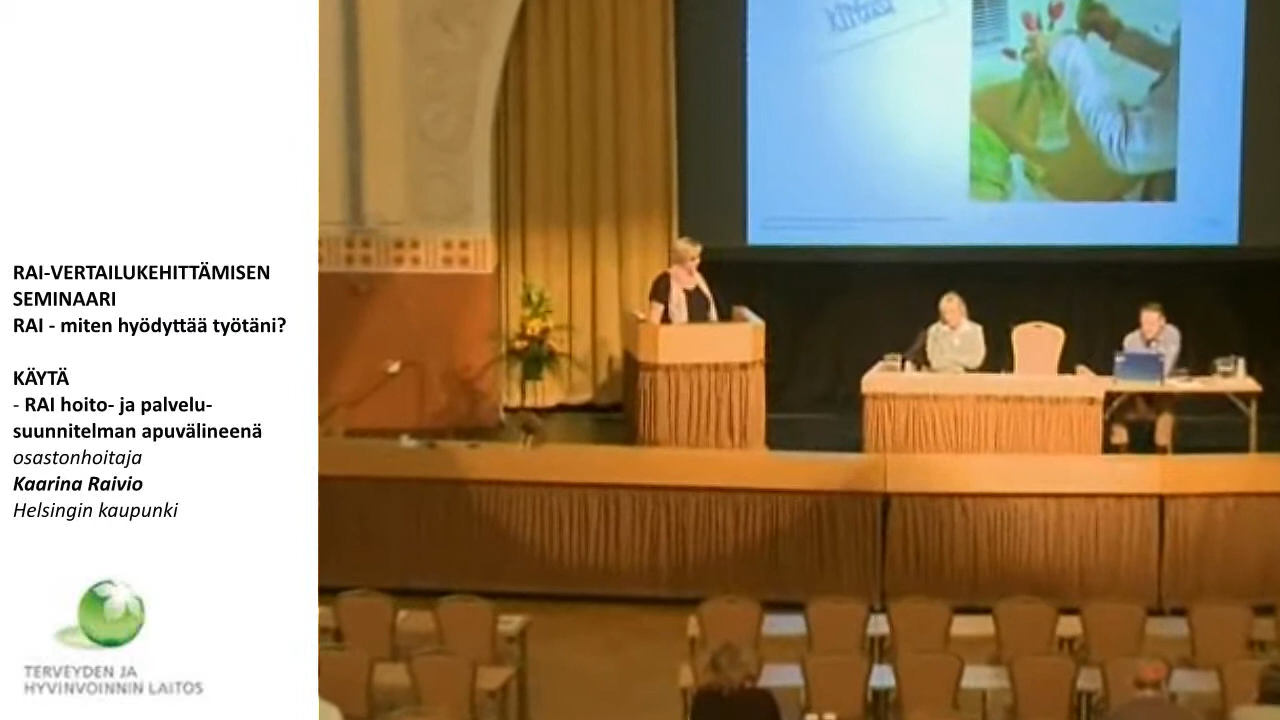 RAI-VERTAILUKEHITTÄMISEN
SEMINAARI
RAI - miten hyödyttää työtäni?
KÄYTÄ
- RAI hoito- ja palvelu-
suunnitelman apuvälineenä
osastonhoitaja
Kaarina Raivio
Helsingin kaupunki
TERVEYDEN JA
HYVINVOINNIN LAITOS